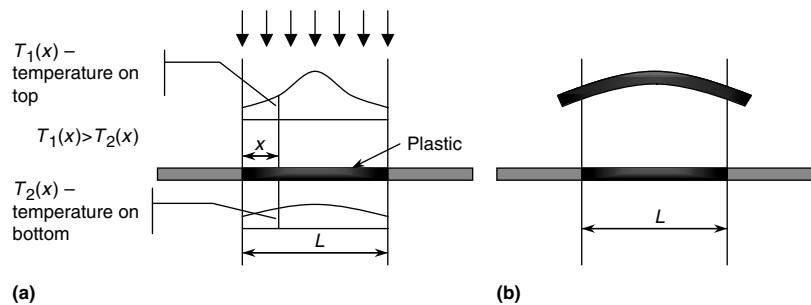 T₁(x) –
temperature on
top
T₁(x)>T₂(x)
x
Plastic
T₂(x) –
temperature on
bottom
L
L
(a)
(b)